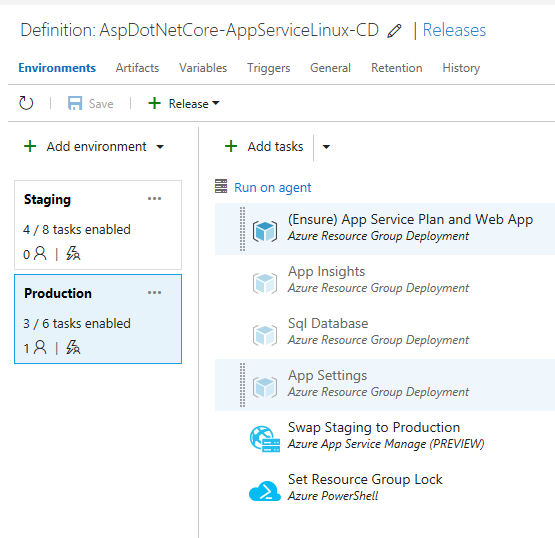 Definition: AspDotNetCore-AppServiceLinux-CD | Releases
Environments Artifacts Variables Triggers General Retention History
Save Release
Add environment
Add tasks
Staging
4 / 8 tasks enabled
0
Production
3 / 6 tasks enabled
1
Run on agent
(Ensure) App Service Plan and Web App
Azure Resource Group Deployment
App Insights
Azure Resource Group Deployment
Sql Database
Azure Resource Group Deployment
App Settings
Azure Resource Group Deployment
Swap Staging to Production
Azure App Service Manage (PREVIEW)
Set Resource Group Lock
Azure PowerShell